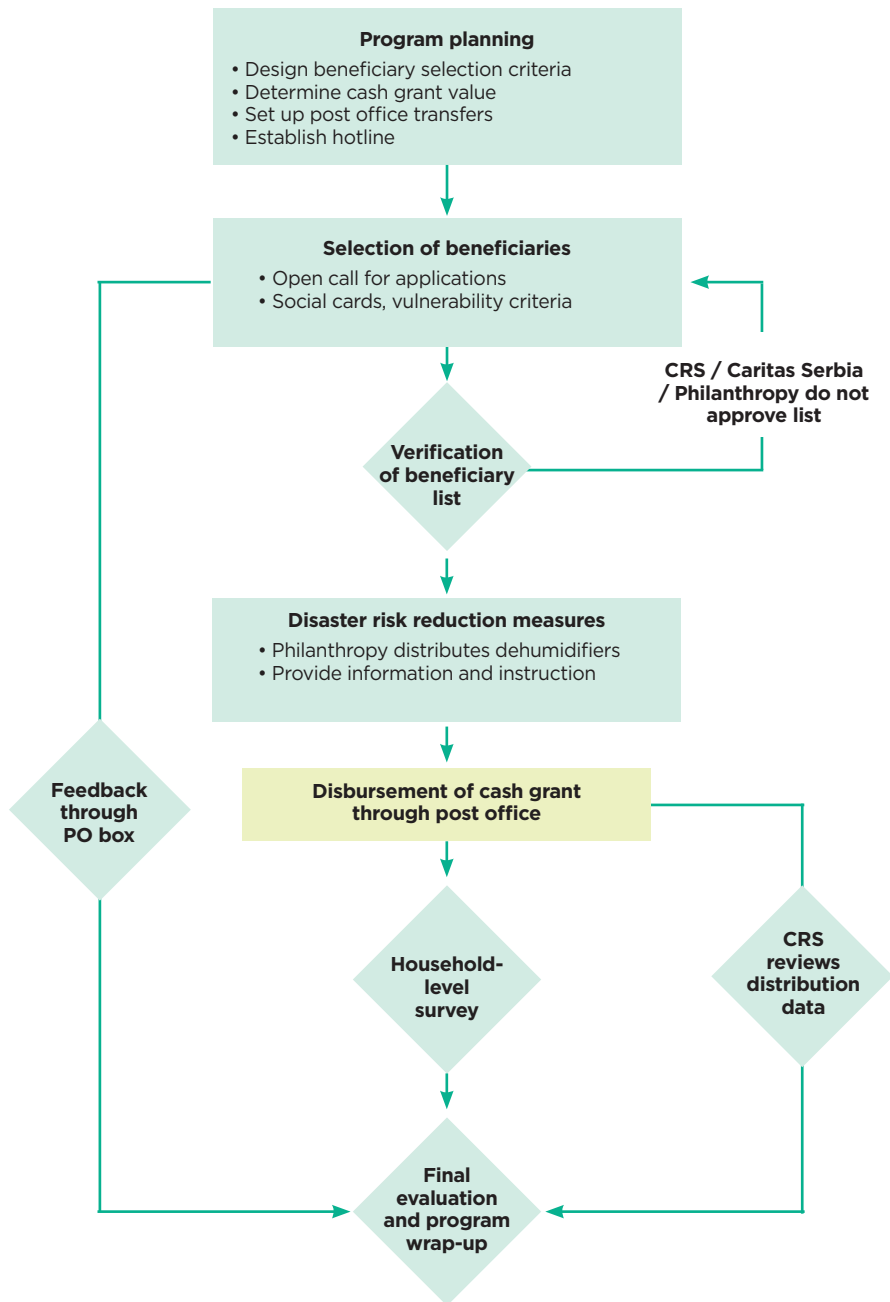 Program planning
• Design beneficiary selection criteria
• Determine cash grant value
• Set up post office transfers
• Establish hotline
Selection of beneficiaries
• Open call for applications
• Social cards, vulnerability criteria
CRS / Caritas Serbia
/ Philanthropy do not
approve list
Verification
of beneficiary
list
Disaster risk reduction measures
• Philanthropy distributes dehumidifiers
• Provide information and instruction
Feedback
through
PO box
Disbursement of cash grant
through post office
Household-
level
survey
CRS
reviews
distribution
data
Final
evaluation
and program
wrap-up